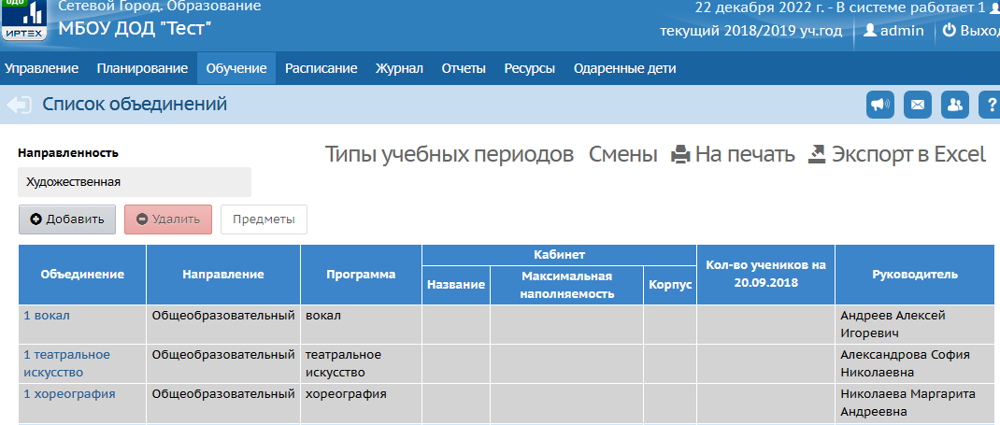 ОДО
ИРТЕХ
Сетевой Город. Образование
МБОУ ДОД "Тест"
22 декабря 2022 г. - В системе работает 1
текущий 2018/2019 уч.год admin Выход
Управление Планирование Обучение Расписание Журнал Отчеты Ресурсы Одаренные дети
Список объединений
?
Направленность
Художественная
Типы учебных периодов Смены На печать Экспорт в Excel
Добавить Удалить Предметы
Объединение Направление Программа Кабинет Кол-во учеников на 20.09.2018 Руководитель
Название Максимальная наполняемость Корпус
1 вокал Общеобразовательный вокал Андреев Алексей
Игоревич
1 театральное Общеобразовательный театральное Александрова София
искусство искусство Николаевна
1 хореография Общеобразовательный хореография Николаева Маргарита
Андреевна